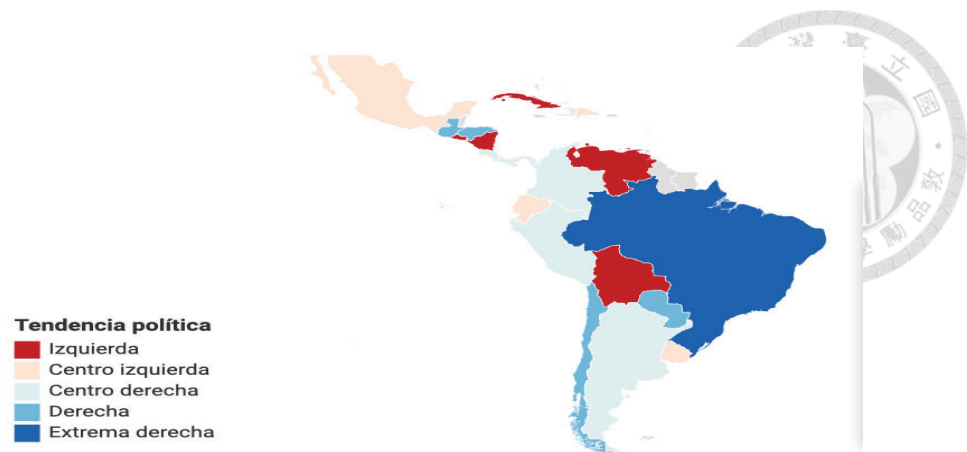 Tendencia política
Izquierda
Centro izquierda
Centro derecha
Derecha
Extrema derecha